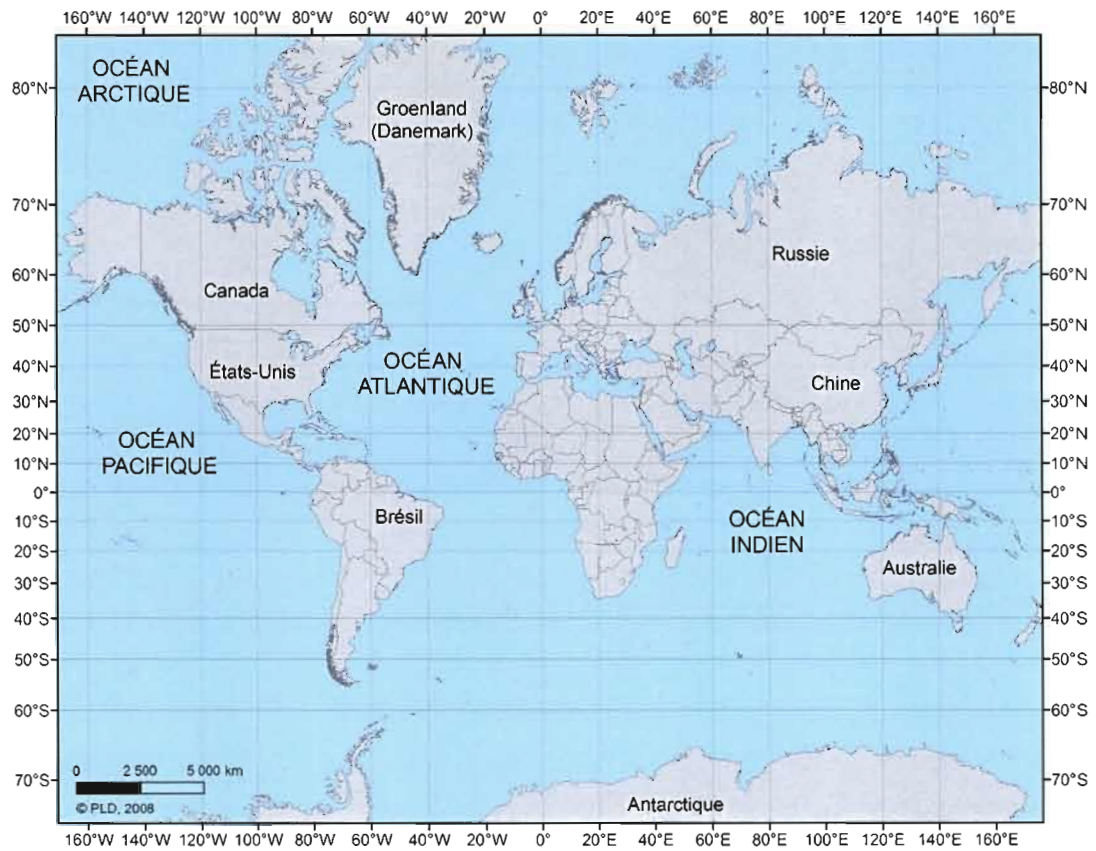 160°W 140°W 120°W 100°W 80°W 60°W 40°W 20°W 0° 20°E 40°E 60°E 80°E 100°E 120°E 140°E 160°E
OCÉAN
ARCTIQUE
80°N 80°N
Groenland
(Danemark)
70°N 70°N
Russie
60°N 60°N
Canada
50°N 50°N
OCÉAN
ATLANTIQUE
40°N 40°N
États-Unis
Chine
30°N 30°N
OCÉAN
PACIFIQUE
20°N 20°N
10°N 10°N
0° 0°
Brésil
OCÉAN
INDIEN
10°S 10°S
20°S 20°S
Australie
30°S 30°S
40°S 40°S
50°S 50°S
60°S 60°S
0 2 500 5 000 km
70°S 70°S
© PLD, 2008
Antarctique
160°W 140°W 120°W 100°W 80°W 60°W 40°W 20°W 0° 20°E 40°E 60°E 80°E 100°E 120°E 140°E 160°E